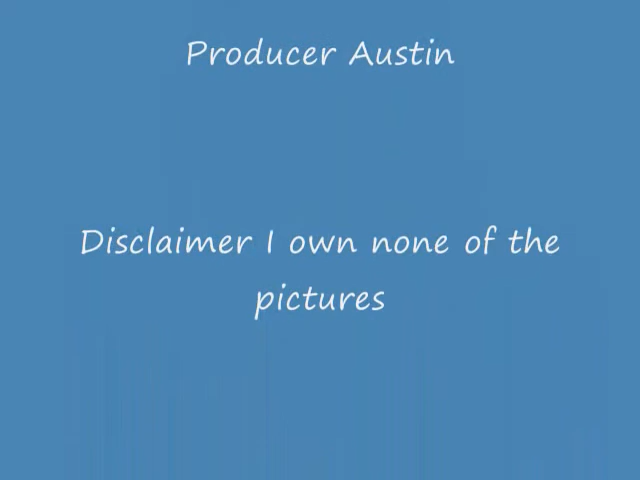 Producer Austin
Disclaimer I own none of the
pictures